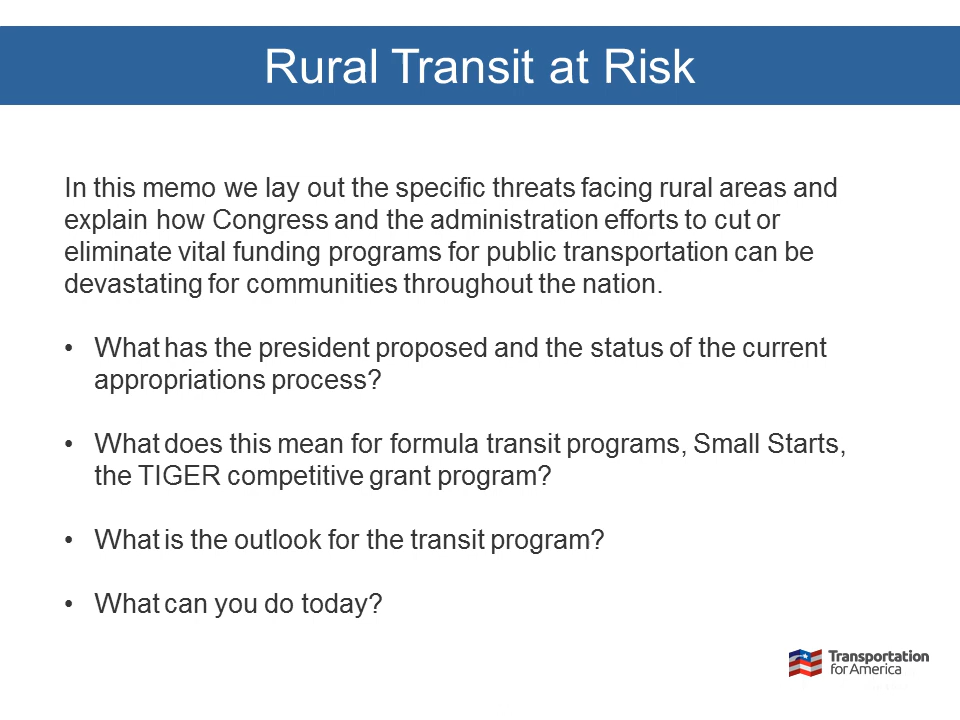 Rural Transit at Risk
In this memo we lay out the specific threats facing rural areas and
explain how Congress and the administration efforts to cut or
eliminate vital funding programs for public transportation can be
devastating for communities throughout the nation.
• What has the president proposed and the status of the current
appropriations process?
• What does this mean for formula transit programs, Small Starts,
the TIGER competitive grant program?
• What is the outlook for the transit program?
• What can you do today?
Transportation
for America